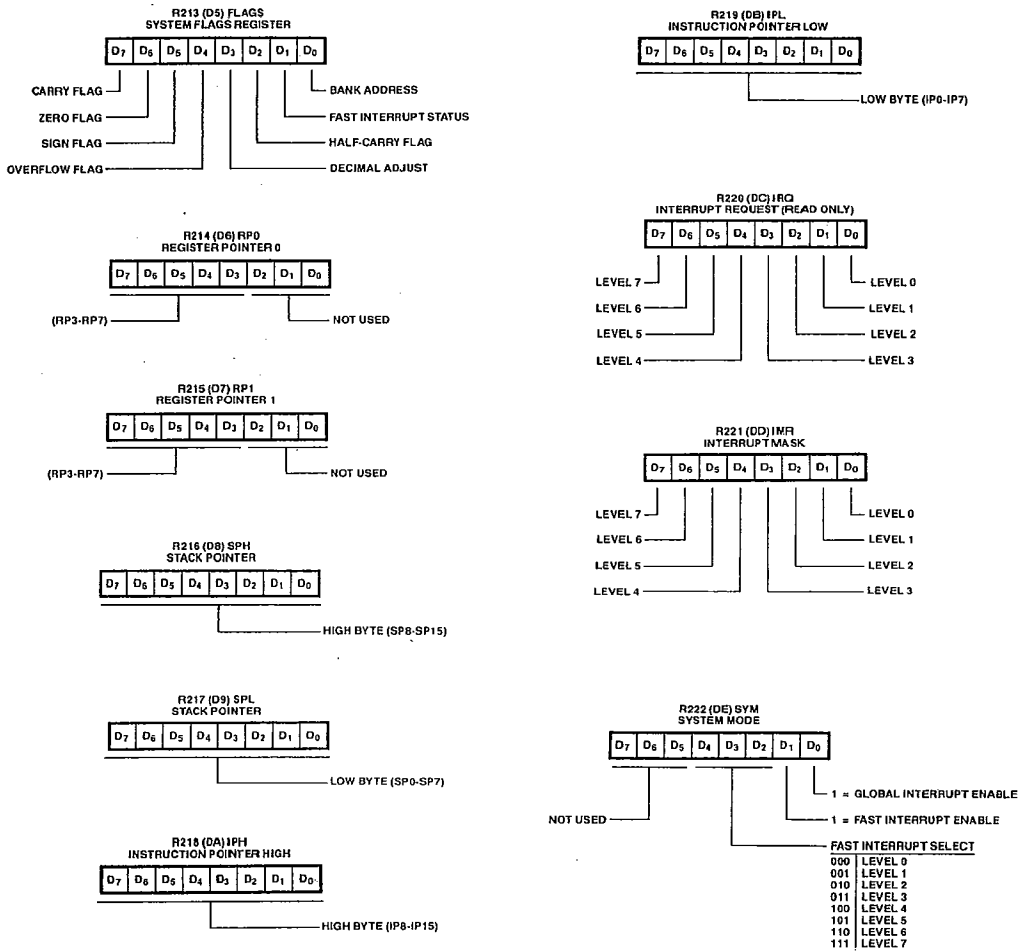 R213 (D5) FLAGS
SYSTEM FLAGS REGISTER
D7 D6 D5 D4 D3 D2 D1 D0
CARRY FLAG
ZERO FLAG
SIGN FLAG
OVERFLOW FLAG
BANK ADDRESS
FAST INTERRUPT STATUS
HALF-CARRY FLAG
DECIMAL ADJUST
R214 (D6) RP0
REGISTER POINTER 0
D7 D6 D5 D4 D3 D2 D1 D0
(RP3-RP7)
NOT USED
R215 (D7) RP1
REGISTER POINTER 1
D7 D6 D5 D4 D3 D2 D1 D0
(RP3-RP7)
NOT USED
R216 (D8) SPH
STACK POINTER
D7 D6 D5 D4 D3 D2 D1 D0
HIGH BYTE (SP8-SP15)
R217 (D9) SPL
STACK POINTER
D7 D6 D5 D4 D3 D2 D1 D0
LOW BYTE (SP0-SP7)
R218 (DA) IPH
INSTRUCTION POINTER HIGH
D7 D6 D5 D4 D3 D2 D1 D0
HIGH BYTE (IP8-IP15)
R219 (DB) IPL
INSTRUCTION POINTER LOW
D7 D6 D5 D4 D3 D2 D1 D0
LOW BYTE (IP0-IP7)
R220 (DC) IRQ
INTERRUPT REQUEST (READ ONLY)
D7 D6 D5 D4 D3 D2 D1 D0
LEVEL 7
LEVEL 6
LEVEL 5
LEVEL 4
LEVEL 0
LEVEL 1
LEVEL 2
LEVEL 3
R221 (DD) IMR
INTERRUPT MASK
D7 D6 D5 D4 D3 D2 D1 D0
LEVEL 7
LEVEL 6
LEVEL 5
LEVEL 4
LEVEL 0
LEVEL 1
LEVEL 2
LEVEL 3
R222 (DE) SYM
SYSTEM MODE
D7 D6 D5 D4 D3 D2 D1 D0
NOT USED
1 = GLOBAL INTERRUPT ENABLE
1 = FAST INTERRUPT ENABLE
FAST INTERRUPT SELECT
000 LEVEL 0
001 LEVEL 1
010 LEVEL 2
011 LEVEL 3
100 LEVEL 4
101 LEVEL 5
110 LEVEL 6
111 LEVEL 7